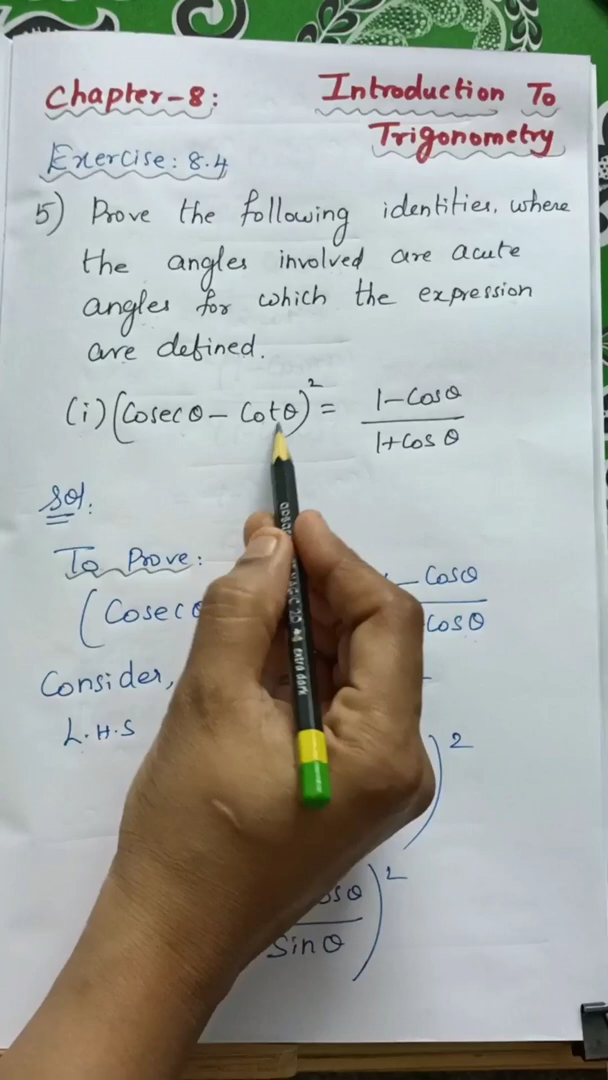 Chapter-8: Introduction To
Trigonometry
Exercise: 8.4
5) Prove the following identities, where
the angles involved are acute
angles for which the expression
are defined.
(i) (Cosecθ - Cotθ)² = 1-Cosθ / 1+Cosθ
Sol.
To Prove:
(Cosecθ - Cosθ / Cosθ
Consider,
L.H.S )²
Cosθ / Sinθ )²